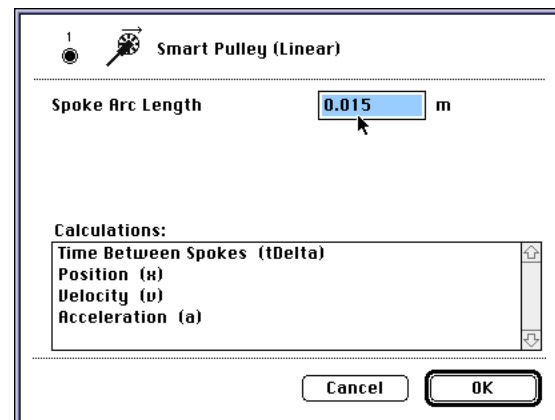 1
Smart Pulley (Linear)
Spoke Arc Length 0.015 m
Calculations:
Time Between Spokes (tDelta)
Position (x)
Velocity (v)
Acceleration (a)
Cancel OK